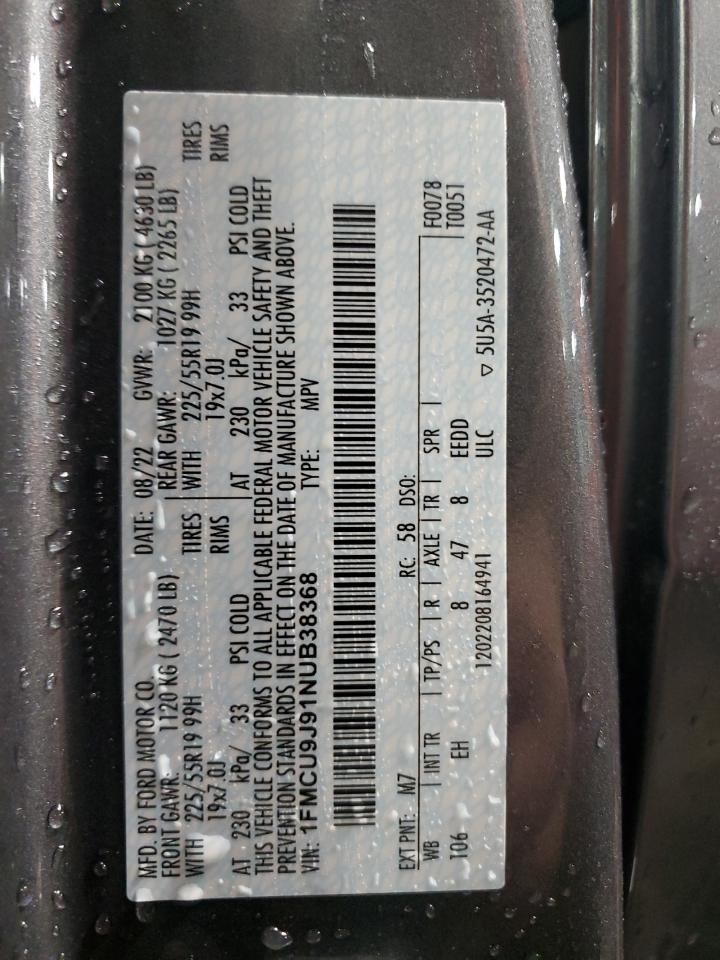 MFD. BY FORD MOTOR CO. DATE: 08/22 GVWR: 2100 KG ( 4630 LB)
FRONT GAWR: 1120 KG ( 2470 LB) REAR GAWR: 1027 KG ( 2265 LB)
WITH 225/55R19 99H TIRES WITH 225/55R19 99H TIRES
19x7.0J RIMS 19x7.0J RIMS
AT 230 kPa/ 33 PSI COLD AT 230 kPa/ 33 PSI COLD
THIS VEHICLE CONFORMS TO ALL APPLICABLE FEDERAL MOTOR VEHICLE SAFETY AND THEFT
PREVENTION STANDARDS IN EFFECT ON THE DATE OF MANUFACTURE SHOWN ABOVE.
VIN: 1FMCU9J91NUB38368 TYPE: MPV
EXT PNT: M7 RC: 58 DSO: F0078
WB INT TR TP/PS R AXLE TR SPR T0051
106 EH 8 47 8 EEDD
1202208164941 ULC ▽ 5U5A-3520472-AA